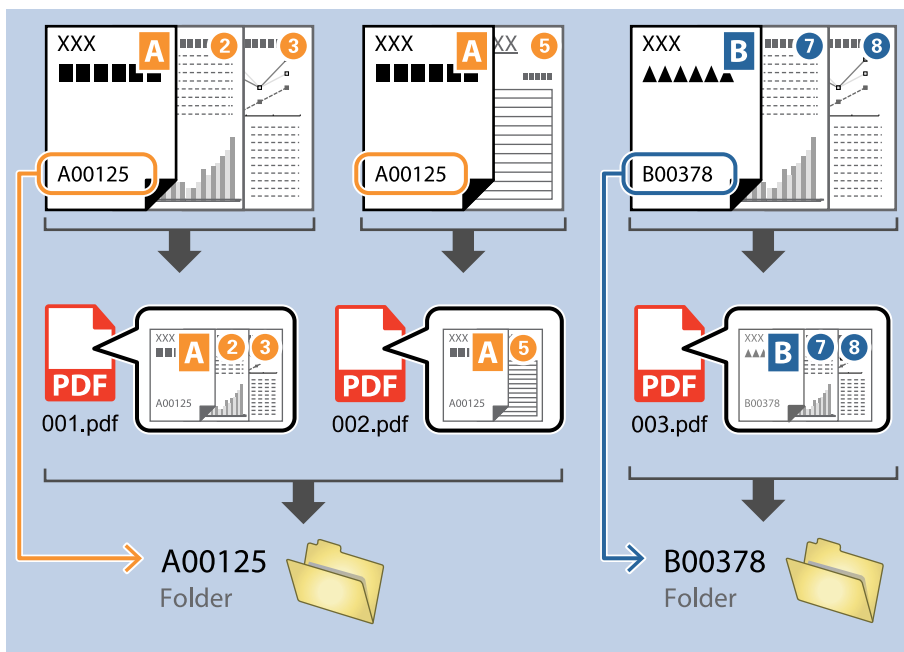 XXX A 2 3
A00125
XXX A XX 5
A00125
XXX B 7 8
B00378
PDF XXX A 2 3
A00125
001.pdf
PDF XXX A 5
A00125
002.pdf
PDF XXX B 7 8
B00378
003.pdf
A00125
Folder
B00378
Folder